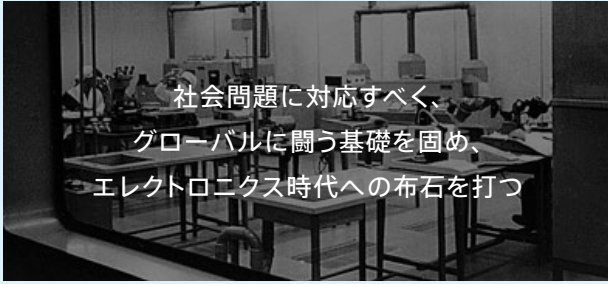 社会問題に対応すべく、
グローバルに闘う基礎を固め、
エレクトロニクス時代への布石を打つ